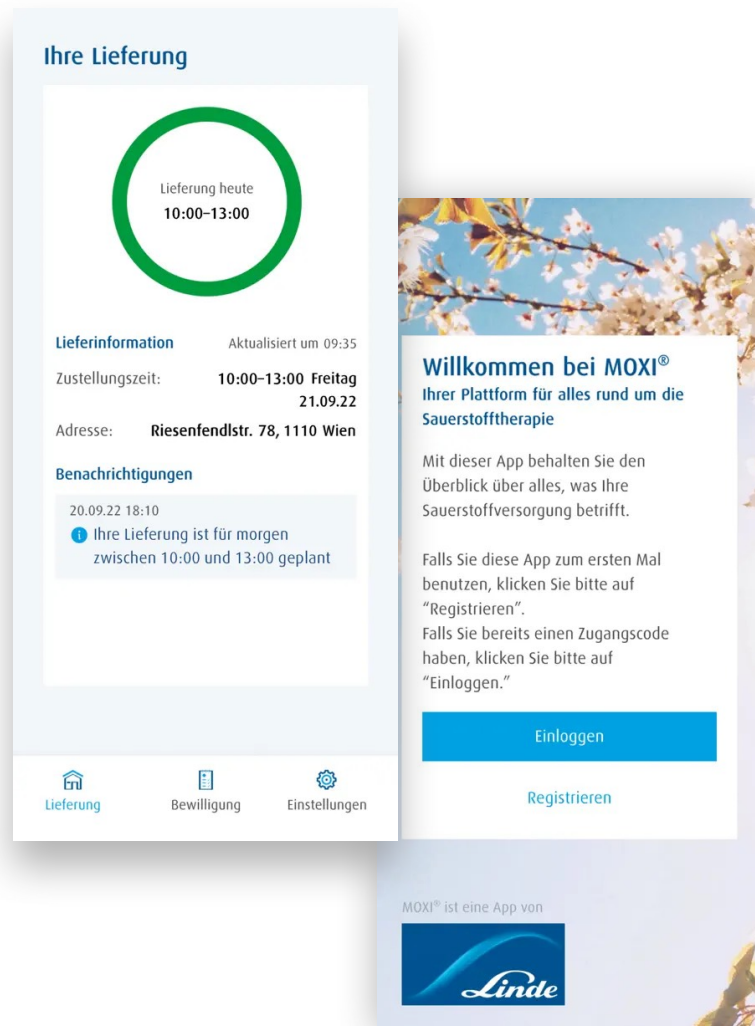 Ihre Lieferung
Lieferung heute
10:00–13:00
Lieferinformation Aktualisiert um 09:35
Zustellungszeit: 10:00–13:00 Freitag
21.09.22
Adresse: Riesenfendlstr. 78, 1110 Wien
Benachrichtigungen
20.09.22 18:10
Ihre Lieferung ist für morgen
zwischen 10:00 und 13:00 geplant
Lieferung Bewilligung Einstellungen
Willkommen bei MOXI®
Ihrer Plattform für alles rund um die
Sauerstofftherapie
Mit dieser App behalten Sie den
Überblick über alles, was Ihre
Sauerstoffversorgung betrifft.
Falls Sie diese App zum ersten Mal
benutzen, klicken Sie bitte auf
“Registrieren”.
Falls Sie bereits einen Zugangscode
haben, klicken Sie bitte auf
“Einloggen.”
Einloggen
Registrieren
MOXI® ist eine App von
Linde